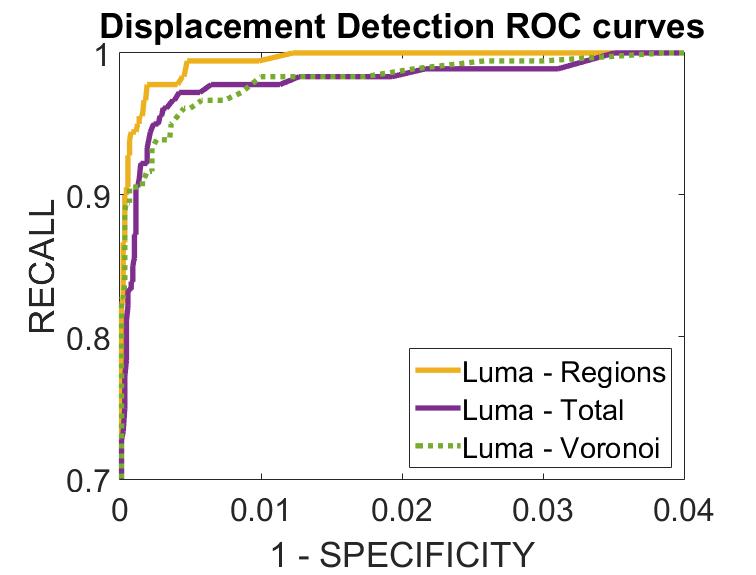 Displacement Detection ROC curves
1
0.9
0.8
0.7
RECALL
Luma - Regions
Luma - Total
Luma - Voronoi
0 0.01 0.02 0.03 0.04
1 - SPECIFICITY